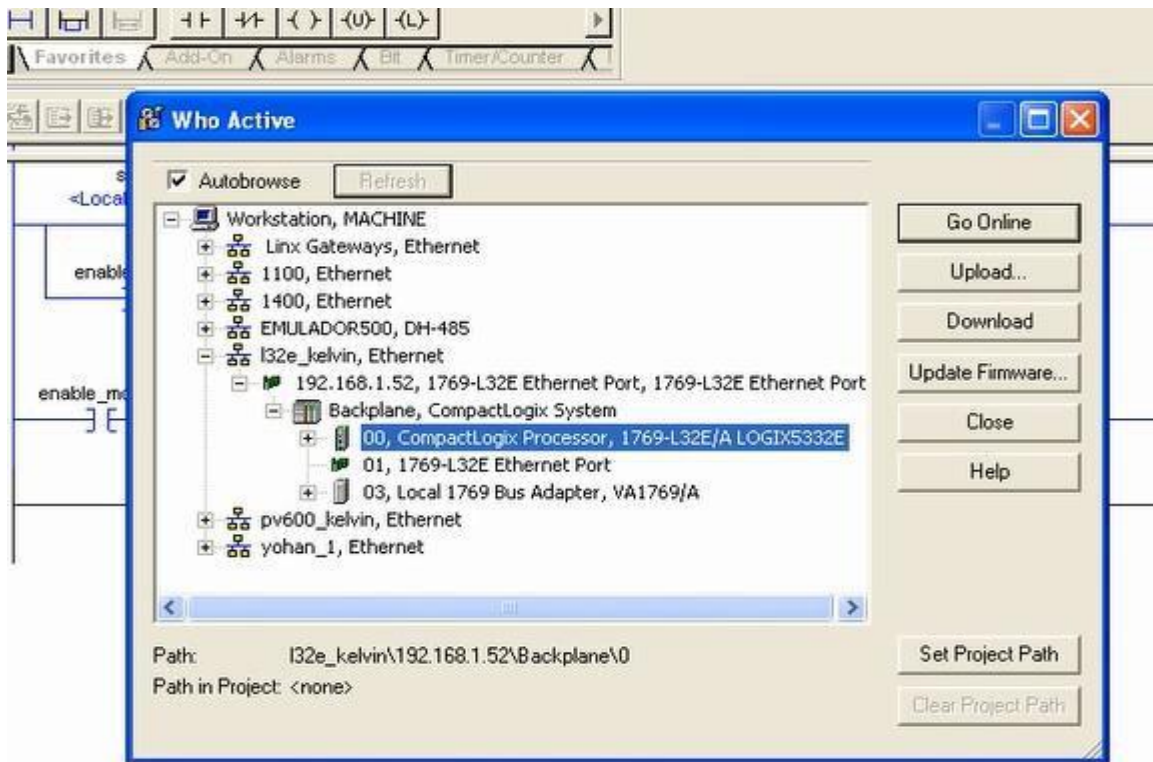 (U) (L)
Favorites Add-On Alarms Bit Timer/Counter
Who Active
Autobrowse Refresh
<Local
enable
enable_mo
Workstation, MACHINE
Linx Gateways, Ethernet
1100, Ethernet
1400, Ethernet
EMULADOR500, DH-485
l32e_kelvin, Ethernet
192.168.1.52, 1769-L32E Ethernet Port, 1769-L32E Ethernet Port
Backplane, CompactLogix System
00, CompactLogix Processor, 1769-L32E/A LOGIX5332E
01, 1769-L32E Ethernet Port
03, Local 1769 Bus Adapter, VA1769/A
pv600_kelvin, Ethernet
yohan_1, Ethernet
Go Online
Upload...
Download
Update Firmware...
Close
Help
Path: l32e_kelvin\192.168.1.52\Backplane\0
Path in Project: <none>
Set Project Path
Clear Project Path